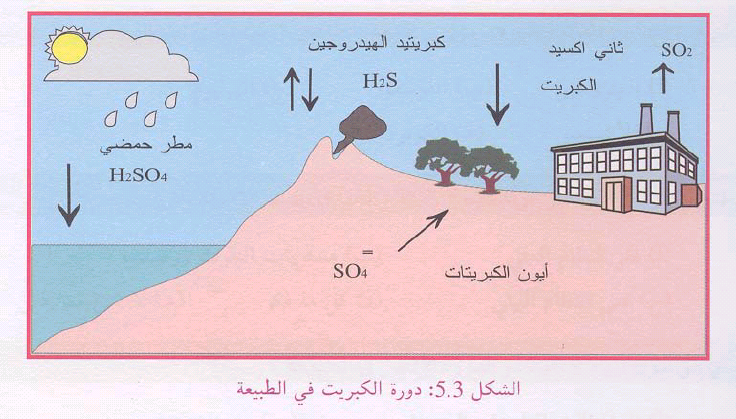 كبريتيد الهيدروجين
H₂S
ثاني اكسيد
الكبريت
SO₂
مطر حمضي
H₂SO₄
SO₄⁼
أيون الكبريتات
الشكل 5.3: دورة الكبريت في الطبيعة